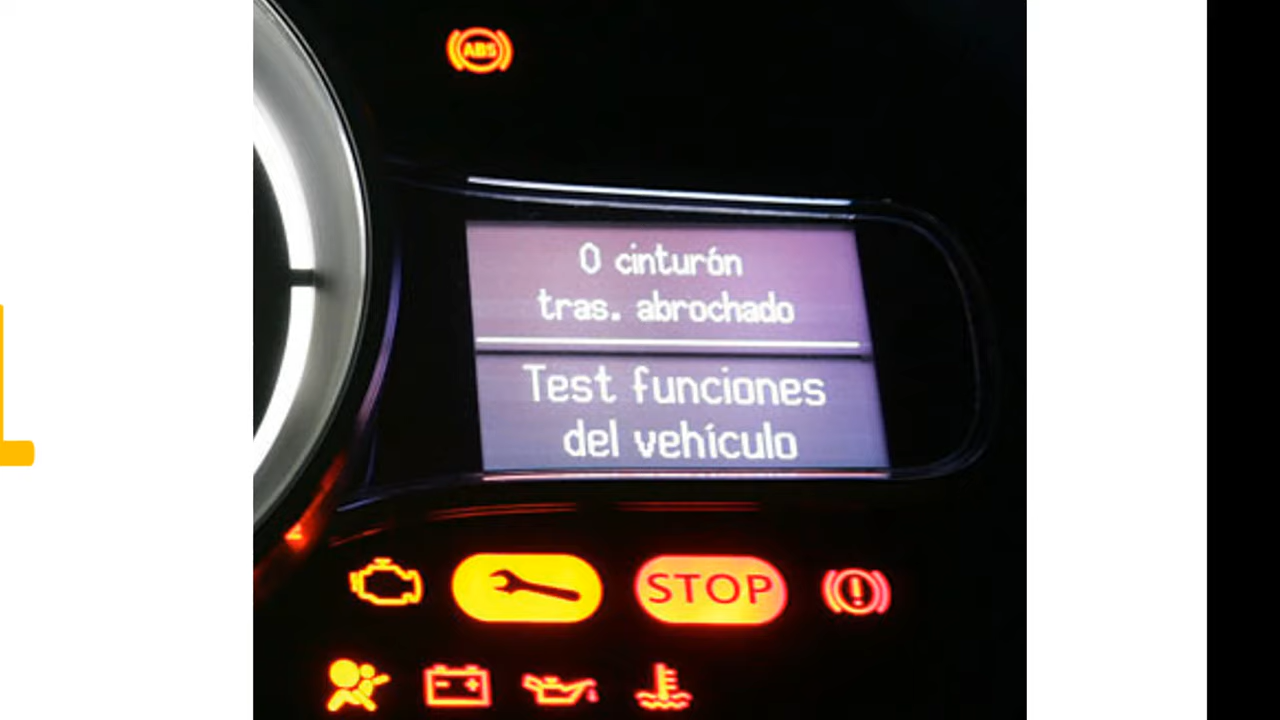 ABS
0 cinturón
tras. abrochado
Test funciones
del vehículo
STOP